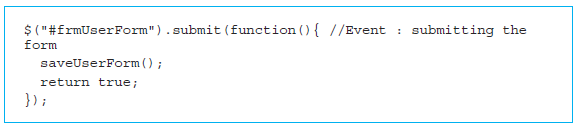 $("#frmUserForm").submit(function(){ //Event : submitting the
form
  saveUserForm();
  return true;
});